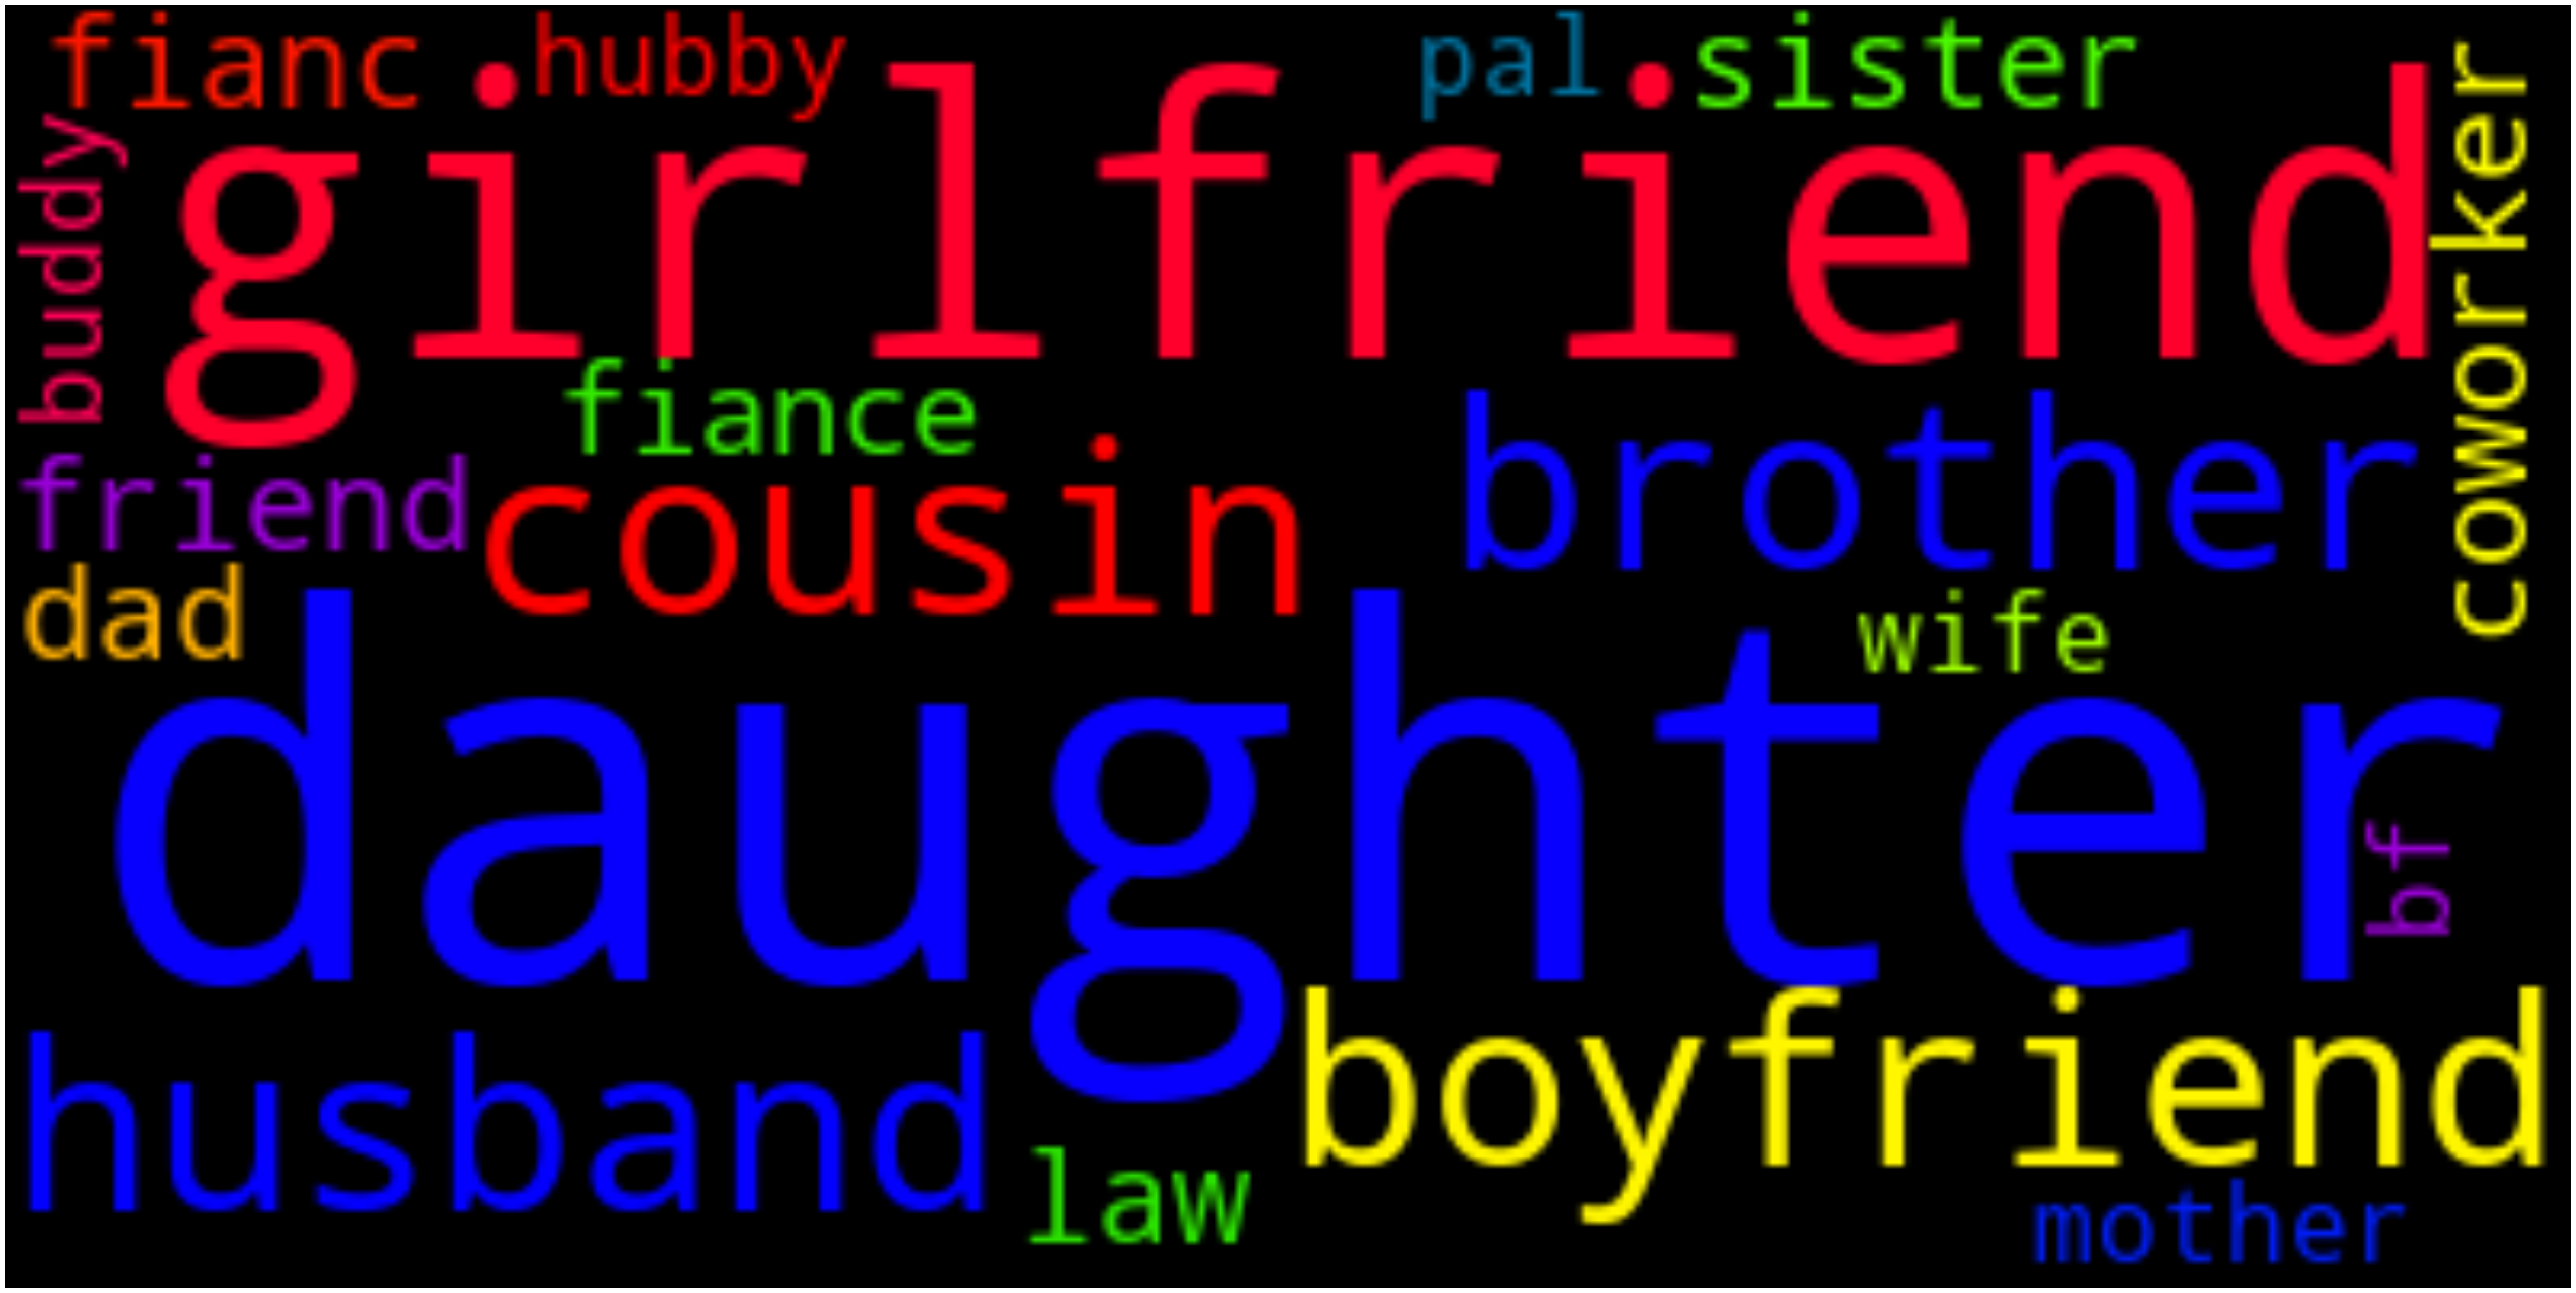 fianc
hubby
pal
sister
coworker
buddy
girlfriend
fiance
brother
friend
cousin
dad
wife
daughter
bf
husband
boyfriend
law
mother